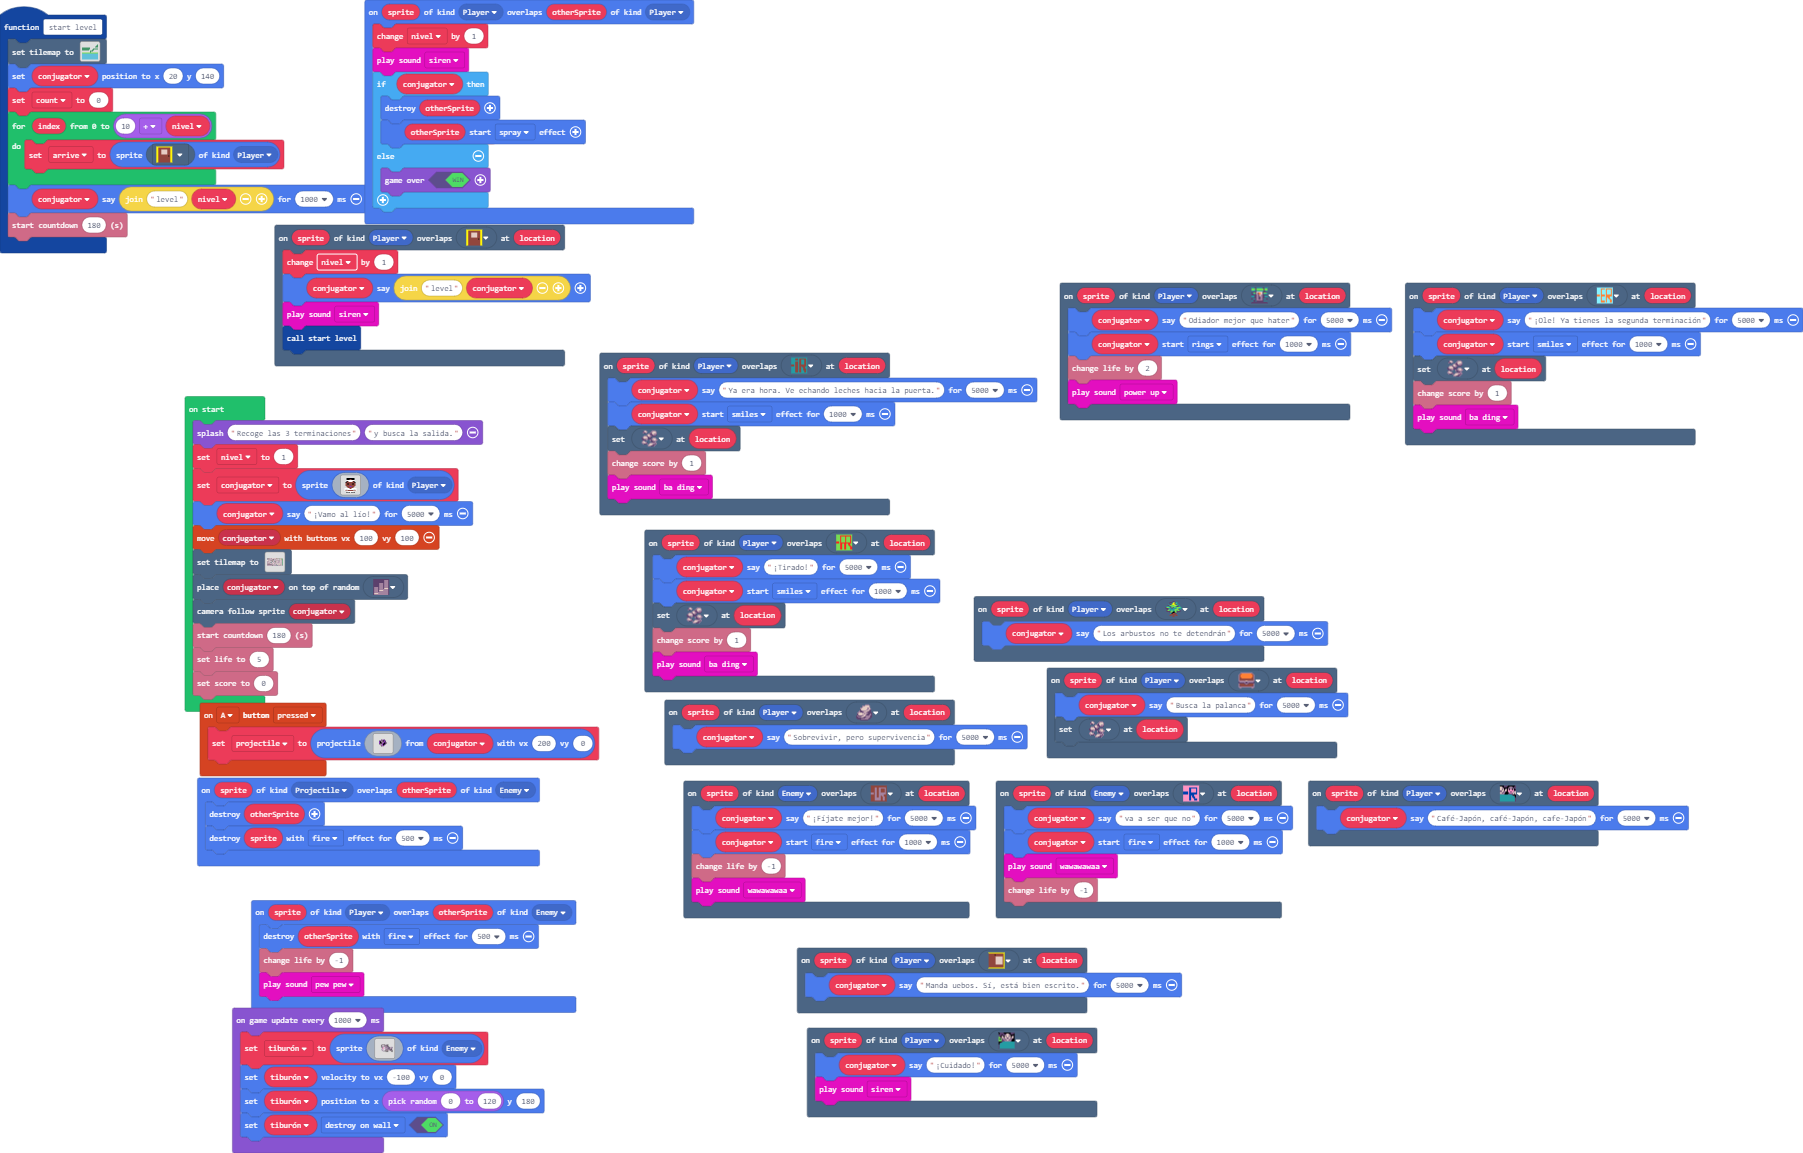 function start level
set tilemap to
set conjugator position to x 20 y 140
set count to 0
for index from 0 to 10 + nivel
do set arrive to sprite of kind Player
conjugator say join "level" nivel for 1000 ms
start countdown 180 (s)
on sprite of kind Player overlaps otherSprite of kind Player
change nivel by 1
play sound siren
if conjugator then
destroy otherSprite
otherSprite start spray effect
else
game over WIN
on sprite of kind Player overlaps at location
change nivel by 1
conjugator say join "level" conjugator
play sound siren
call start level
on start
splash "Recoge las 3 terminaciones" "y busca la salida."
set nivel to 1
set conjugator to sprite of kind Player
conjugator say "¡Vamo al lío!" for 5000 ms
move conjugator with buttons vx 100 vy 100
set tilemap to
place conjugator on top of random
camera follow sprite conjugator
start countdown 180 (s)
set life to 5
set score to 0
on A button pressed
set projectile to projectile from conjugator with vx 200 vy 0
on sprite of kind Projectile overlaps otherSprite of kind Enemy
destroy otherSprite
destroy sprite with fire effect for 500 ms
on sprite of kind Player overlaps otherSprite of kind Enemy
destroy otherSprite with fire effect for 500 ms
change life by -1
play sound pew pew
on game update every 1000 ms
set tiburón to sprite of kind Enemy
set tiburón velocity to vx -100 vy 0
set tiburón position to x pick random 0 to 120 y 180
set tiburón destroy on wall ON
on sprite of kind Player overlaps at location
conjugator say "Ya era hora. Ve echando leches hacia la puerta." for 5000 ms
conjugator start smiles effect for 1000 ms
set at location
change score by 1
play sound ba ding
on sprite of kind Player overlaps at location
conjugator say "¡Tirado!" for 5000 ms
conjugator start smiles effect for 1000 ms
set at location
change score by 1
play sound ba ding
on sprite of kind Player overlaps at location
conjugator say "Sobrevivir, pero supervivencia" for 5000 ms
on sprite of kind Enemy overlaps at location
conjugator say "¡Fíjate mejor!" for 5000 ms
conjugator start fire effect for 1000 ms
change life by -1
play sound wawawawaa
on sprite of kind Player overlaps at location
conjugator say "Odiador mejor que hater" for 5000 ms
conjugator start rings effect for 1000 ms
change life by 2
play sound power up
on sprite of kind Player overlaps at location
conjugator say "¡Ole! Ya tienes la segunda terminación" for 5000 ms
conjugator start smiles effect for 1000 ms
set at location
change score by 1
play sound ba ding
on sprite of kind Player overlaps at location
conjugator say "Los arbustos no te detendrán" for 5000 ms
on sprite of kind Player overlaps at location
conjugator say "Busca la palanca" for 5000 ms
set at location
on sprite of kind Enemy overlaps at location
conjugator say "va a ser que no" for 5000 ms
conjugator start fire effect for 1000 ms
play sound wawawawaa
change life by -1
on sprite of kind Player overlaps at location
conjugator say "Café-Japón, café-Japón, cafe-Japón" for 5000 ms
on sprite of kind Player overlaps at location
conjugator say "Manda uebos. Sí, está bien escrito." for 5000 ms
on sprite of kind Player overlaps at location
conjugator say "¡Cuidado!" for 5000 ms
play sound siren